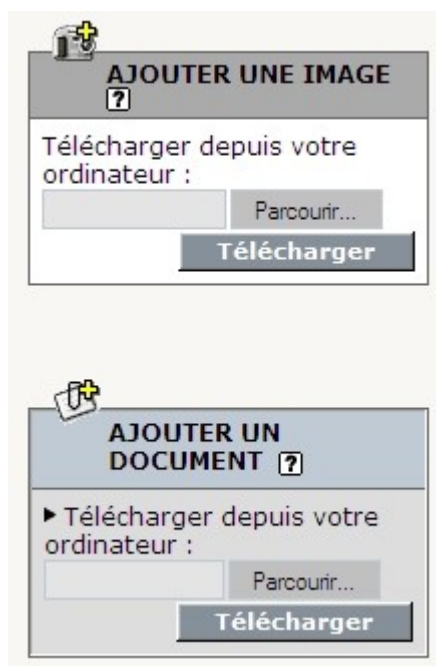 AJOUTER UNE IMAGE
?
Télécharger depuis votre
ordinateur :
Parcourir...
Télécharger
AJOUTER UN
DOCUMENT ?
Télécharger depuis votre
ordinateur :
Parcourir...
Télécharger